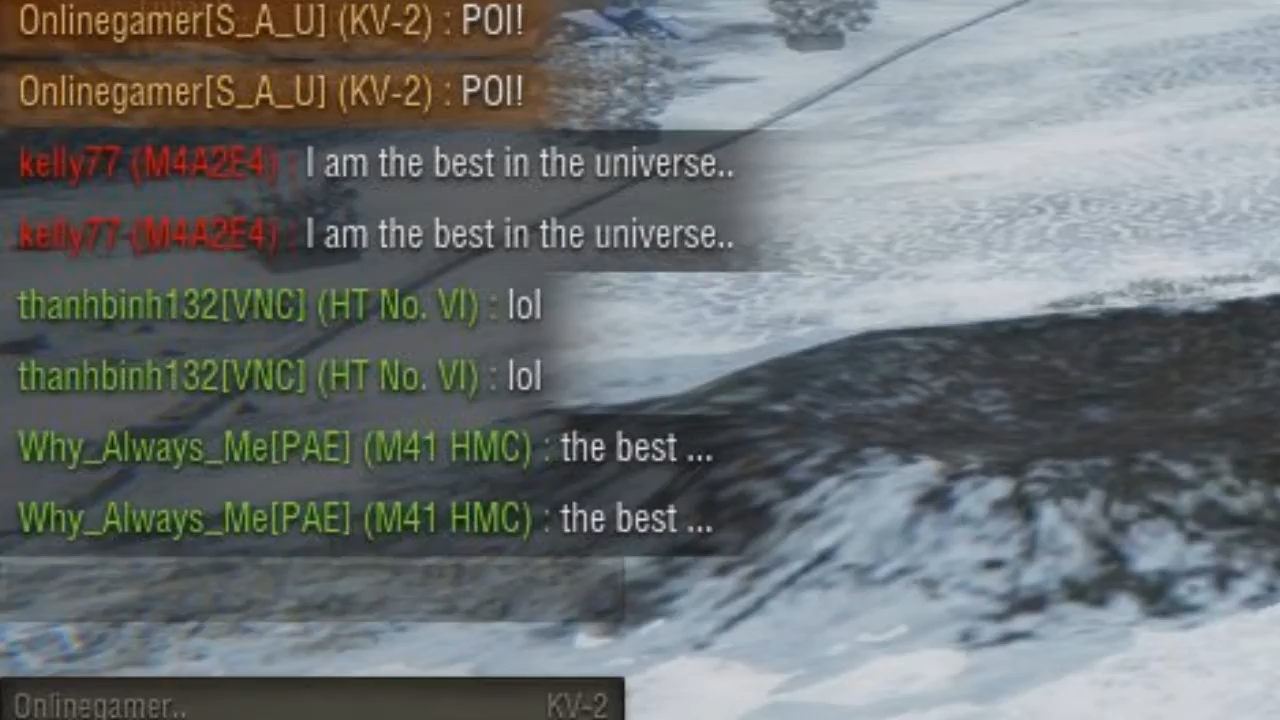 Onlinegamer[S_A_U] (KV-2) : POI!
Onlinegamer[S_A_U] (KV-2) : POI!
kelly77 (M4A2E4) : I am the best in the universe..
kelly77 (M4A2E4) : I am the best in the universe..
thanhbinh132[VNC] (HT No. VI) : lol
thanhbinh132[VNC] (HT No. VI) : lol
Why_Always_Me[PAE] (M41 HMC) : the best ...
Why_Always_Me[PAE] (M41 HMC) : the best ...
Onlinegamer.. KV-2